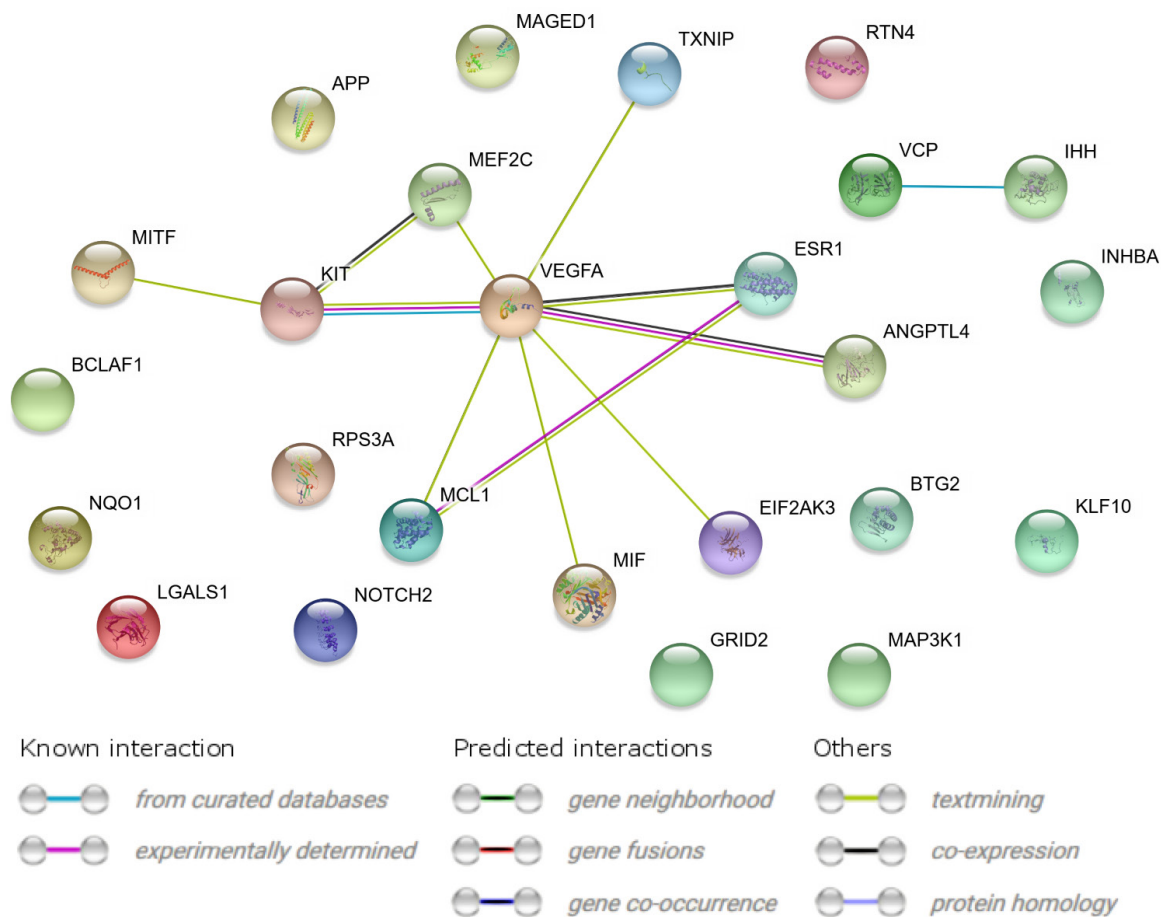 MAGED1
TXNIP
RTN4
APP
MEF2C
VCP
IHH
MITF
KIT
VEGFA
ESR1
INHBA
ANGPTL4
BCLAF1
RPS3A
MCL1
NQO1
EIF2AK3
BTG2
KLF10
MIF
LGALS1
NOTCH2
GRID2
MAP3K1
Known interaction
from curated databases
experimentally determined
Predicted interactions
gene neighborhood
gene fusions
gene co-occurrence
Others
textmining
co-expression
protein homology